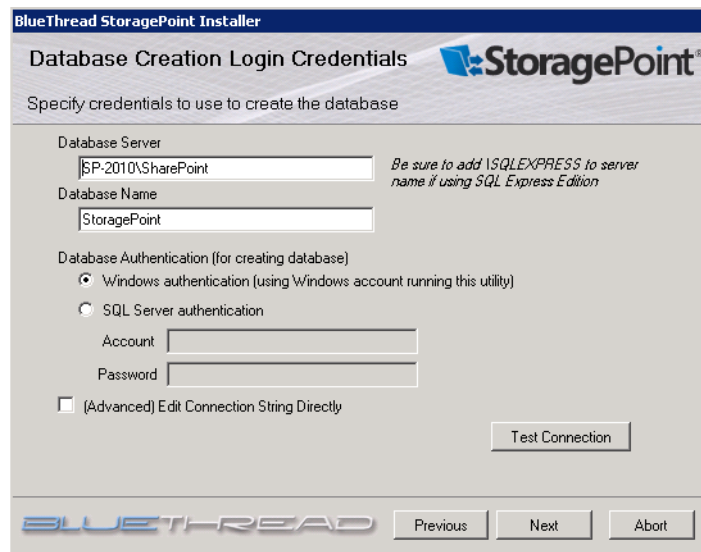 BlueThread StoragePoint Installer
Database Creation Login Credentials
StoragePoint®
Specify credentials to use to create the database
Database Server
SP-2010\SharePoint
Be sure to add \SQLEXPRESS to server
name if using SQL Express Edition
Database Name
StoragePoint
Database Authentication (for creating database)
Windows authentication (using Windows account running this utility)
SQL Server authentication
Account
Password
(Advanced) Edit Connection String Directly
Test Connection
BLUETHREAD
Previous
Next
Abort